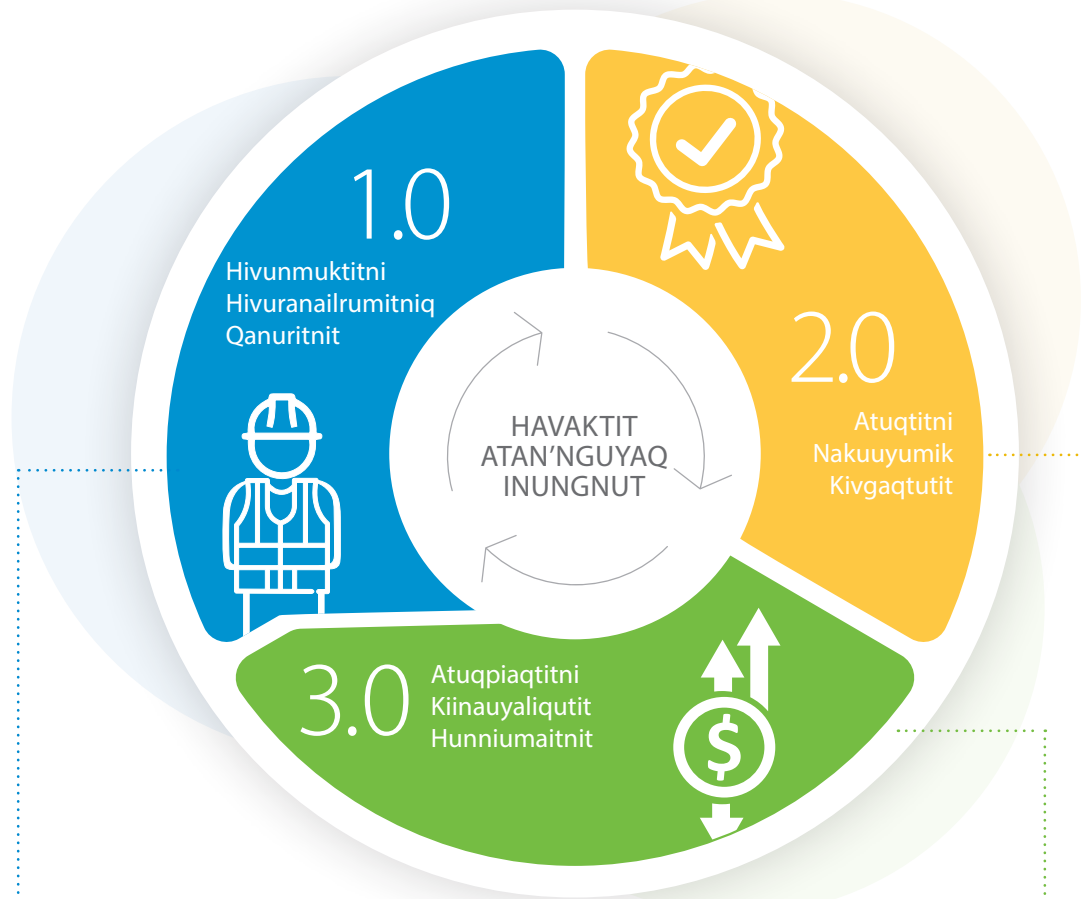 1.0
Hivunmuktitni
Hivuranailrumitniq
Qanuritnit
2.0
Atuqtitni
Nakuuyumik
Kivgaqtutit
HAVAKTIT
ATAN’NGUYAQ
INUNGNUT
3.0
Atuqpiaqtitni
Kiinauyaliqutit
Hunniumaitnit
$